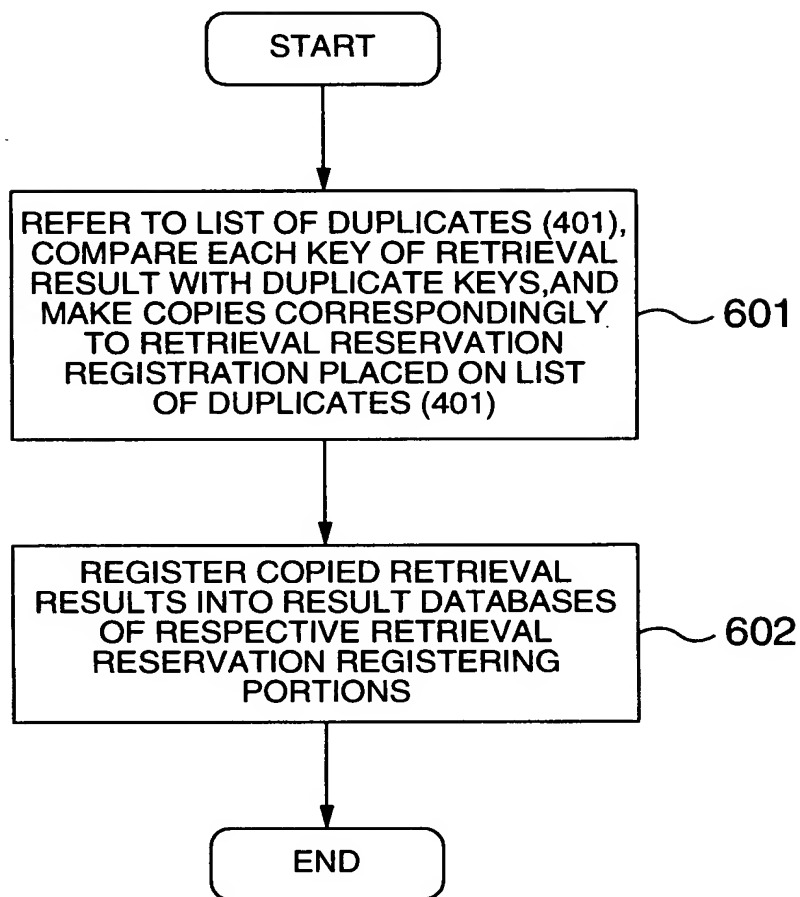 START
REFER TO LIST OF DUPLICATES (401),
COMPARE EACH KEY OF RETRIEVAL
RESULT WITH DUPLICATE KEYS,AND
MAKE COPIES CORRESPONDINGLY
TO RETRIEVAL RESERVATION
REGISTRATION PLACED ON LIST
OF DUPLICATES (401)
601
REGISTER COPIED RETRIEVAL
RESULTS INTO RESULT DATABASES
OF RESPECTIVE RETRIEVAL
RESERVATION REGISTERING
PORTIONS
602
END